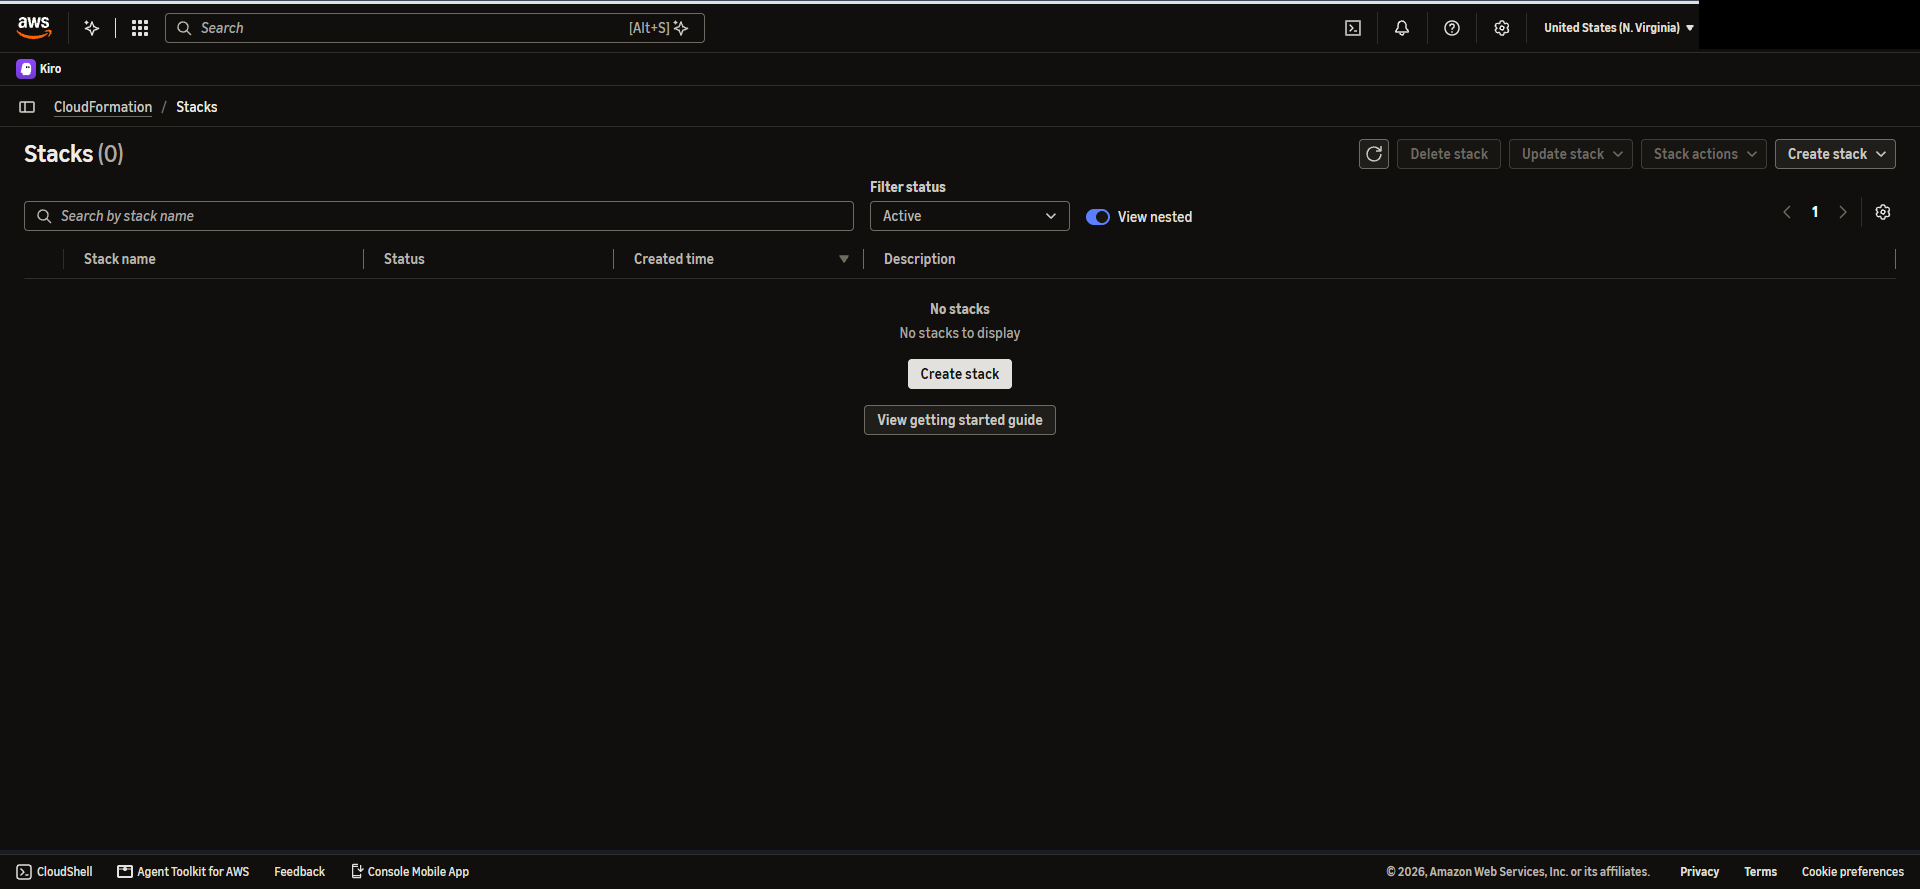 aws
Search [Alt+S]
United States (N. Virginia)
Kiro
CloudFormation / Stacks
Stacks (0)
Delete stack
Update stack
Stack actions
Create stack
Filter status
Search by stack name
Active
View nested
1
Stack name
Status
Created time
Description
No stacks
No stacks to display
Create stack
View getting started guide
CloudShell
Agent Toolkit for AWS
Feedback
Console Mobile App
© 2026, Amazon Web Services, Inc. or its affiliates.
Privacy
Terms
Cookie preferences